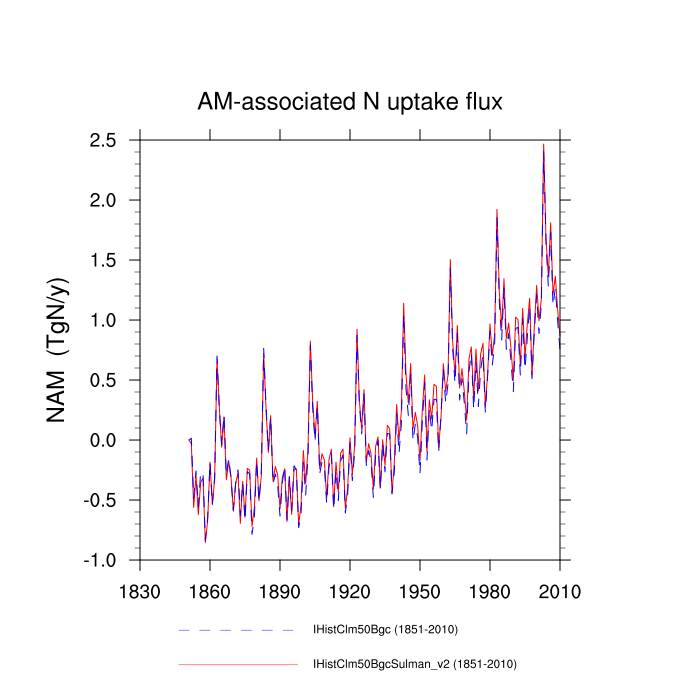 AM-associated N uptake flux
NAM (TgN/y)
2.5
2.0
1.5
1.0
0.5
0.0
-0.5
-1.0
1830 1860 1890 1920 1950 1980 2010
IHistClm50Bgc (1851-2010)
IHistClm50BgcSulman_v2 (1851-2010)